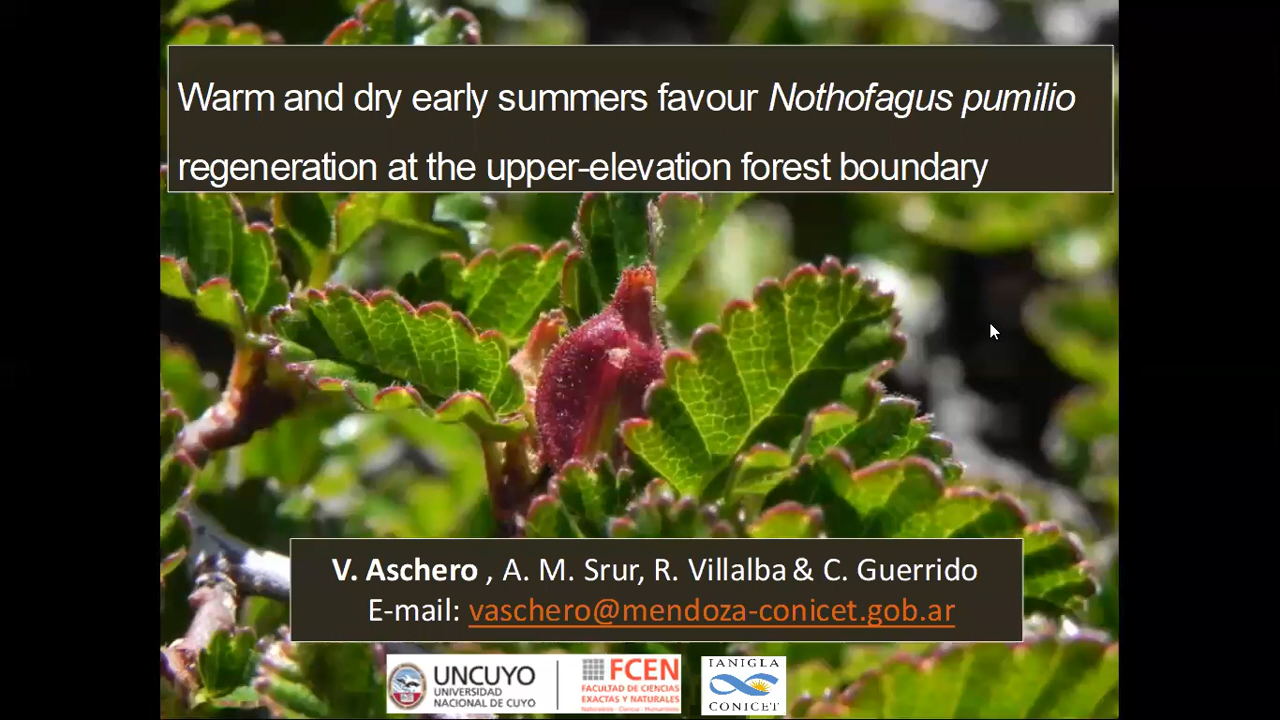 Warm and dry early summers favour Nothofagus pumilio
regeneration at the upper-elevation forest boundary
V. Aschero , A. M. Srur, R. Villalba & C. Guerrido
E-mail: vaschero@mendoza-conicet.gob.ar
UNCUYO
UNIVERSIDAD
NACIONAL DE CUYO
FCEN
FACULTAD DE CIENCIAS
EXACTAS Y NATURALES
IANIGLA
CONICET